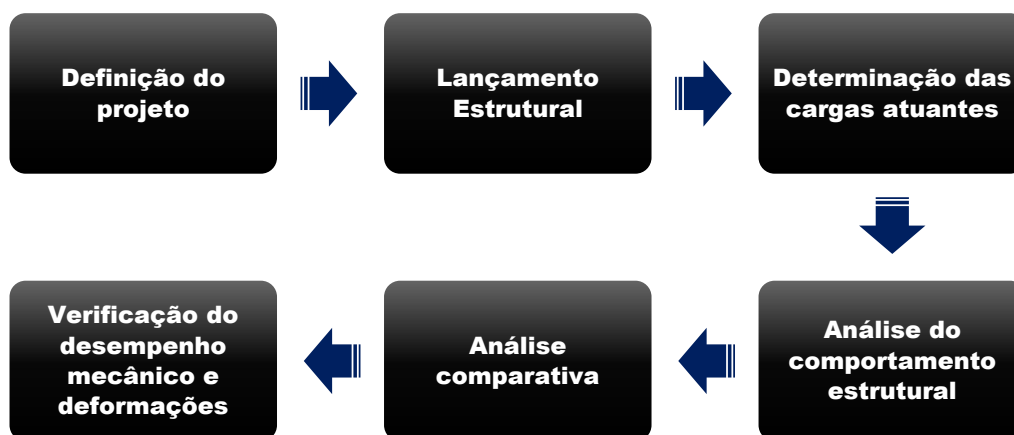 Definição do
projeto
Lançamento
Estrutural
Determinação das
cargas atuantes
Análise do
comportamento
estrutural
Análise
comparativa
Verificação do
desempenho
mecânico e
deformações